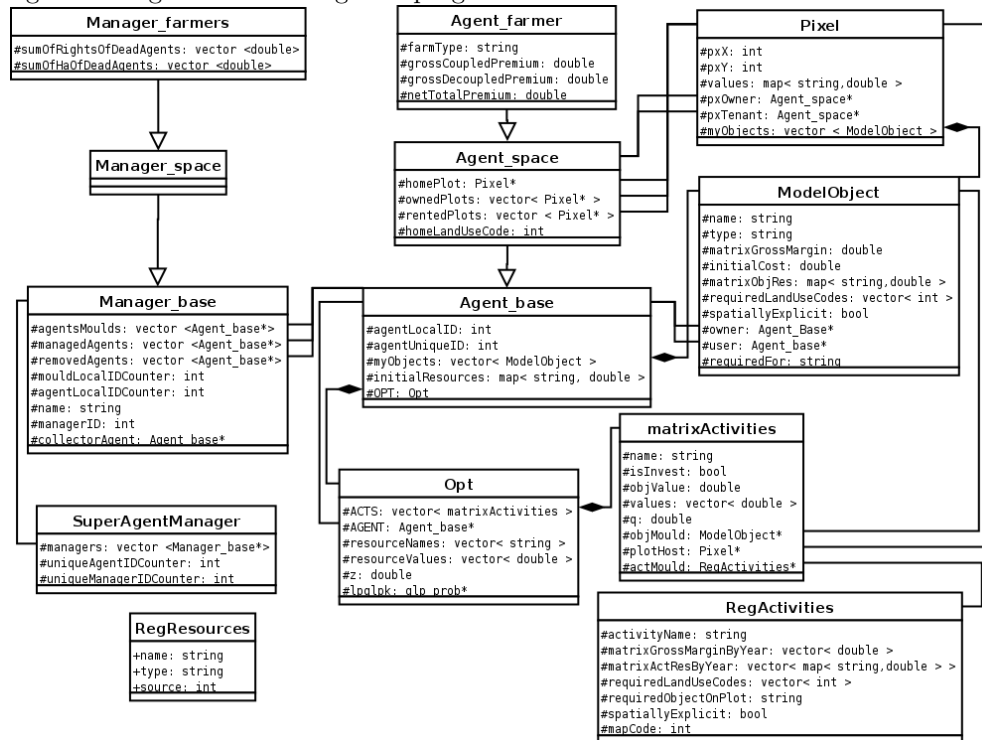 Manager_farmers
#sumOfRightsOfDeadAgents: vector <double>
#sumOfHaOfDeadAgents: vector <double>
Agent_farmer
#farmType: string
#grossCoupledPremium: double
#grossDecoupledPremium: double
#netTotalPremium: double
Pixel
#pxX: int
#pxY: int
#values: map< string,double >
#pxOwner: Agent_space*
#pxTenant: Agent_space*
#myObjects: vector < ModelObject >
Manager_space
Agent_space
#homePlot: Pixel*
#ownedPlots: vector< Pixel* >
#rentedPlots: vector < Pixel* >
#homeLandUseCode: int
ModelObject
#name: string
#type: string
#matrixGrossMargin: double
#initialCost: double
#matrixObjRes: map< string,double >
#requiredLandUseCodes: vector< int >
#spatiallyExplicit: bool
#owner: Agent_Base*
#user: Agent_base*
#requiredFor: string
Manager_base
#agentsMoulds: vector <Agent_base*>
#managedAgents: vector <Agent_base*>
#removedAgents: vector <Agent_base*>
#mouldLocalIDCounter: int
#agentLocalIDCounter: int
#name: string
#managerID: int
#collectorAgent: Agent_base*
Agent_base
#agentLocalID: int
#agentUniqueID: int
#myObjects: vector< ModelObject >
#initialResources: map< string, double >
#OPT: Opt
matrixActivities
#name: string
#isInvest: bool
#objValue: double
#values: vector< double >
#q: double
#objMould: ModelObject*
#plotHost: Pixel*
#actMould: RegActivities*
Opt
#ACTS: vector< matrixActivities >
#AGENT: Agent_base*
#resourceNames: vector< string >
#resourceValues: vector< double >
#z: double
#lpglpk: glp_prob*
SuperAgentManager
#managers: vector <Manager_base*>
#uniqueAgentIDCounter: int
#uniqueManagerIDCounter: int
RegResources
+name: string
+type: string
+source: int
RegActivities
#activityName: string
#matrixGrossMarginByYear: vector< double >
#matrixActResByYear: vector< map< string,double > >
#requiredLandUseCodes: vector< int >
#requiredObjectOnPlot: string
#spatiallyExplicit: bool
#mapCode: int